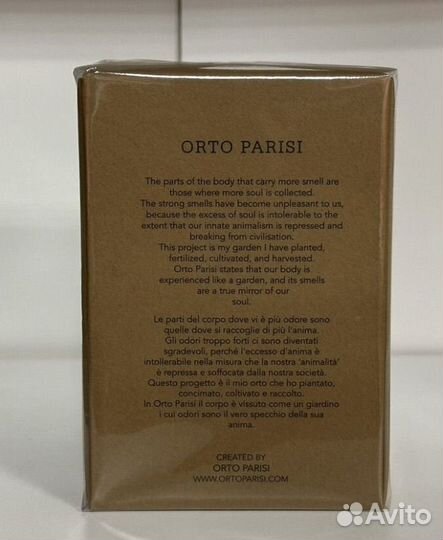 ORTO PARISI
The parts of the body that carry more smell are
those where more soul is collected.
The strong smells have become unpleasant to us,
because the excess of soul is intolerable to the
extent that our innate animalism is repressed and
breaking from civilisation.
This project is my garden I have planted,
fertilized, cultivated, and harvested.
Orto Parisi states that our body is
experienced like a garden, and its smells
are a true mirror of our
soul.
Le parti del corpo dove vi è più odore sono
quelle dove si raccoglie di più l'anima.
Gli odori troppo forti ci sono diventati
sgradevoli, perché l'eccesso d'anima è
intollerabile nella misura che la nostra 'animalità'
è repressa e soffocata dalla nostra società.
Questo progetto è il mio orto che ho piantato,
concimato, coltivato e raccolto.
In Orto Parisi il corpo è vissuto come un giardino
i cui odori sono il vero specchio della sua
anima.
CREATED BY
ORTO PARISI
WWW.ORTOPARISI.COM
Avito